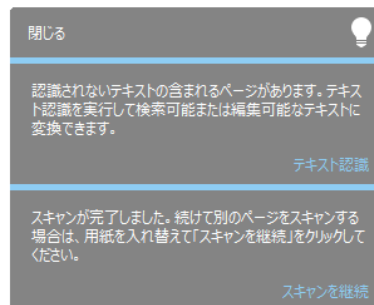 閉じる
認識されないテキストの含まれるページがあります。テキス
ト認識を実行して検索可能または編集可能なテキストに
変換できます。
テキスト認識
スキャンが完了しました。続けて別のページをスキャンする
場合は、用紙を入れ替えて「スキャンを継続」をクリックして
ください。
スキャンを継続